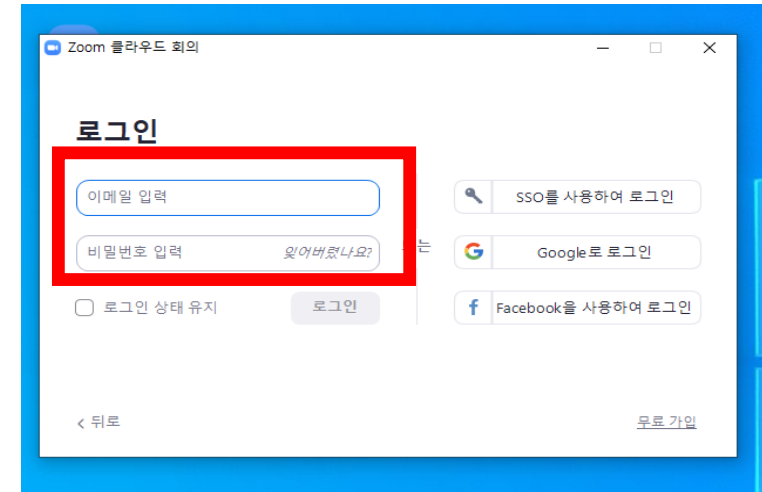 Zoom 클라우드 회의
로그인
이메일 입력
비밀번호 입력 잊어버렸나요?
로그인 상태 유지 로그인
는
SSO를 사용하여 로그인
Google로 로그인
Facebook을 사용하여 로그인
뒤로
무료 가입